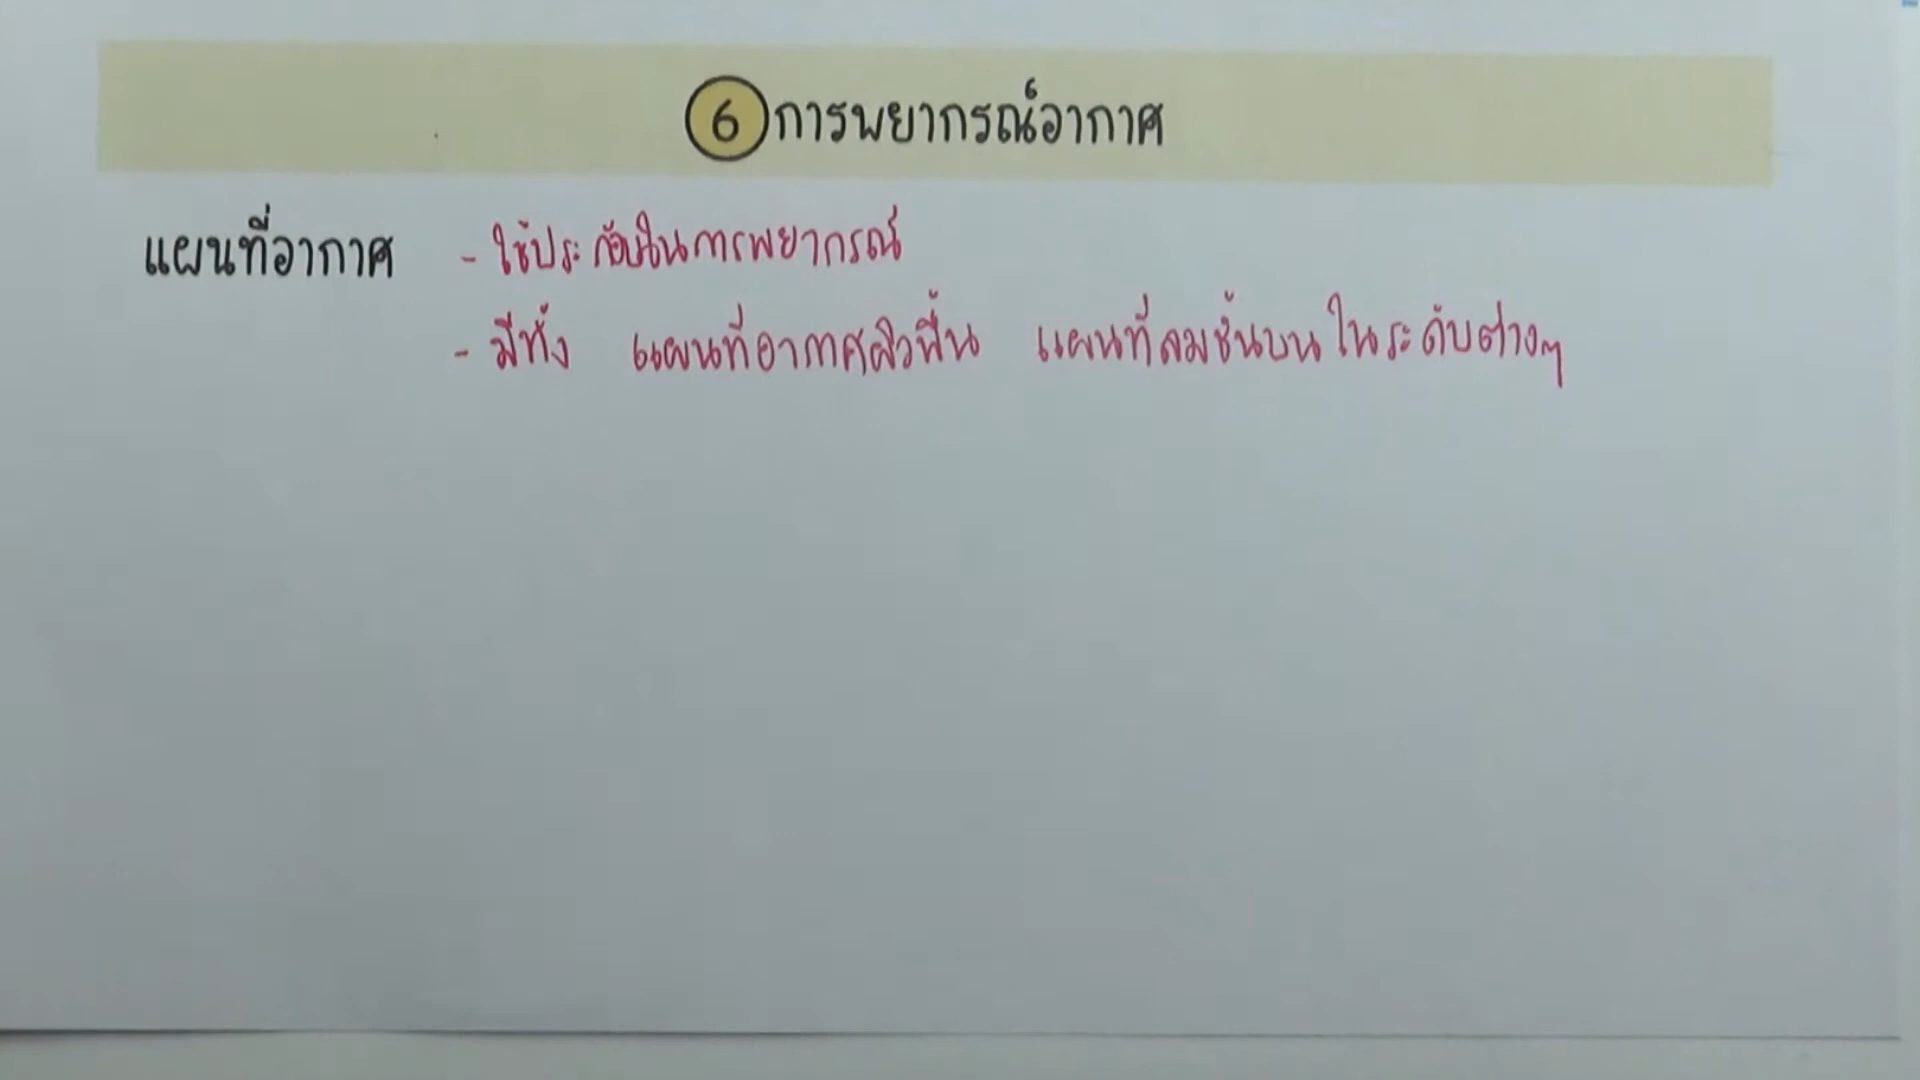 6 การพยากรณ์อากาศ
แผนที่อากาศ - ใช้ประกอบในการพยากรณ์
- มีทั้ง แผนที่อากาศผิวพื้น แผนที่ลมชั้นบนในระดับต่างๆ